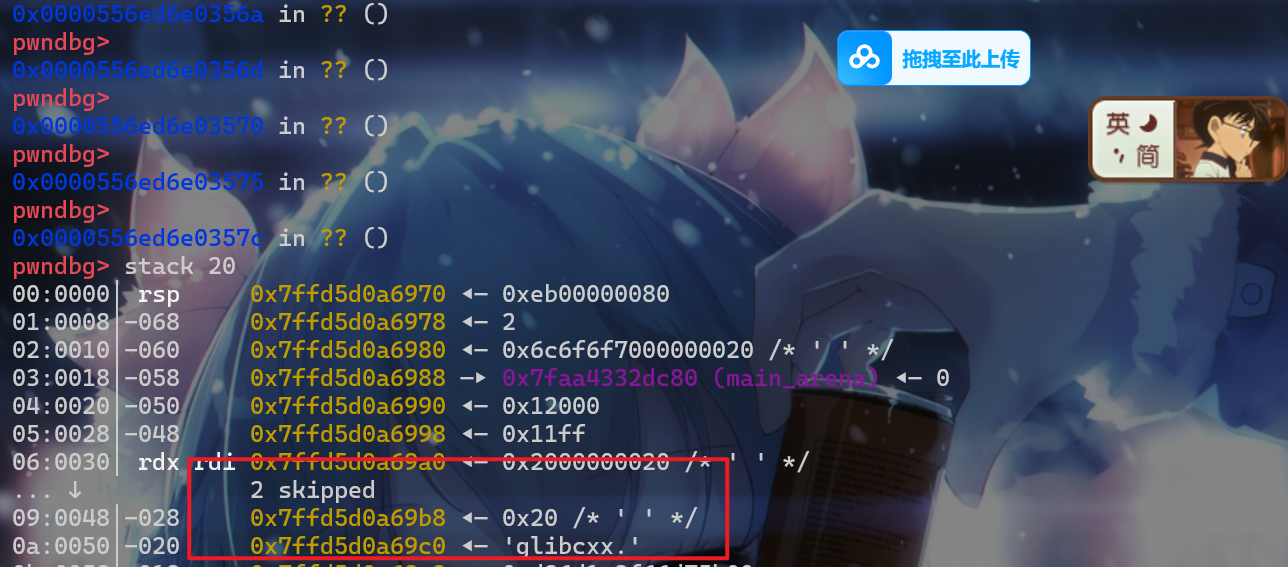 0x0000556ed6e0356a in ?? ()
pwndbg>
0x0000556ed6e0356d in ?? ()
pwndbg>
0x0000556ed6e03570 in ?? ()
pwndbg>
0x0000556ed6e03575 in ?? ()
pwndbg>
0x0000556ed6e0357c in ?? ()
pwndbg> stack 20
00:0000│ rsp 0x7ffd5d0a6970 ◂— 0xeb00000080
01:0008│-068 0x7ffd5d0a6978 ◂— 2
02:0010│-060 0x7ffd5d0a6980 ◂— 0x6c6f6f7000000020 /* ' ' */
03:0018│-058 0x7ffd5d0a6988 —▸ 0x7faa4332dc80 (main_arena) ◂— 0
04:0020│-050 0x7ffd5d0a6990 ◂— 0x12000
05:0028│-048 0x7ffd5d0a6998 ◂— 0x11ff
06:0030│ rdx rdi 0x7ffd5d0a69a0 ◂— 0x2000000020 /* ' ' */
... ↓ 2 skipped
09:0048│-028 0x7ffd5d0a69b8 ◂— 0x20 /* ' ' */
0a:0050│-020 0x7ffd5d0a69c0 ◂— 'glibcxx.'
拖拽至此上传
英
简